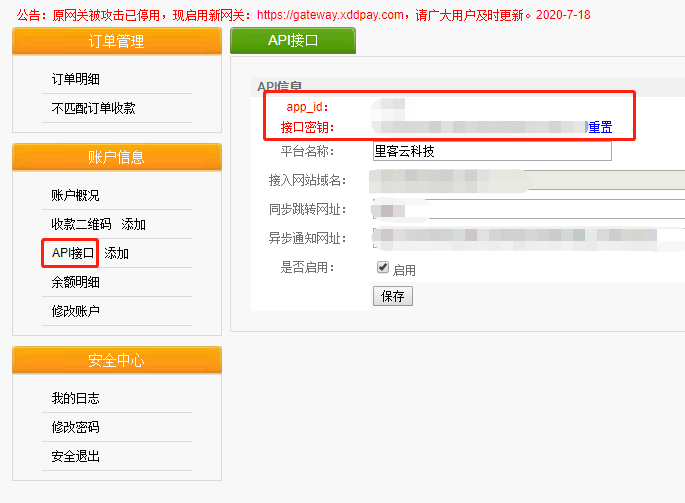 公告：原网关被攻击已停用，现启用新网关：https://gateway.xddpay.com，请广大用户及时更新。2020-7-18
订单管理
订单明细
不匹配订单收款
账户信息
账户概况
收款二维码 添加
API接口 添加
余额明细
修改账户
安全中心
我的日志
修改密码
安全退出
API接口
API信息
app_id：
接口密钥： 重置
平台名称： 里客云科技
接入网站域名：
同步跳转网址：
异步通知网址：
是否启用： 启用
保存